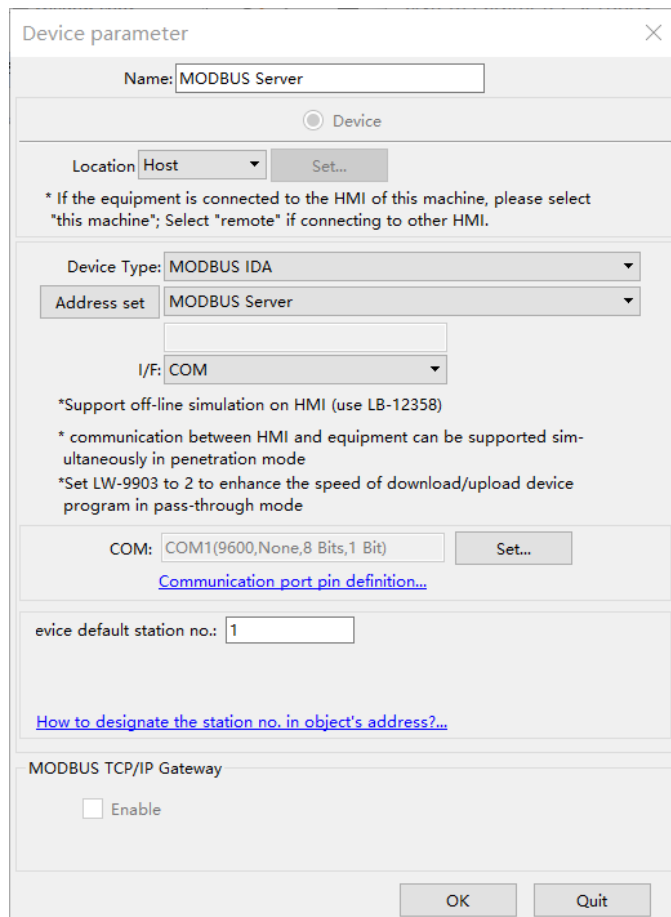 Device parameter
Name: MODBUS Server
Device
Location Host Set...
* If the equipment is connected to the HMI of this machine, please select
"this machine"; Select "remote" if connecting to other HMI.
Device Type: MODBUS IDA
Address set MODBUS Server
I/F: COM
*Support off-line simulation on HMI (use LB-12358)
* communication between HMI and equipment can be supported sim-
ultaneously in penetration mode
*Set LW-9903 to 2 to enhance the speed of download/upload device
program in pass-through mode
COM: COM1(9600,None,8 Bits,1 Bit) Set...
Communication port pin definition...
evice default station no.: 1
How to designate the station no. in object's address?...
MODBUS TCP/IP Gateway
Enable
OK Quit